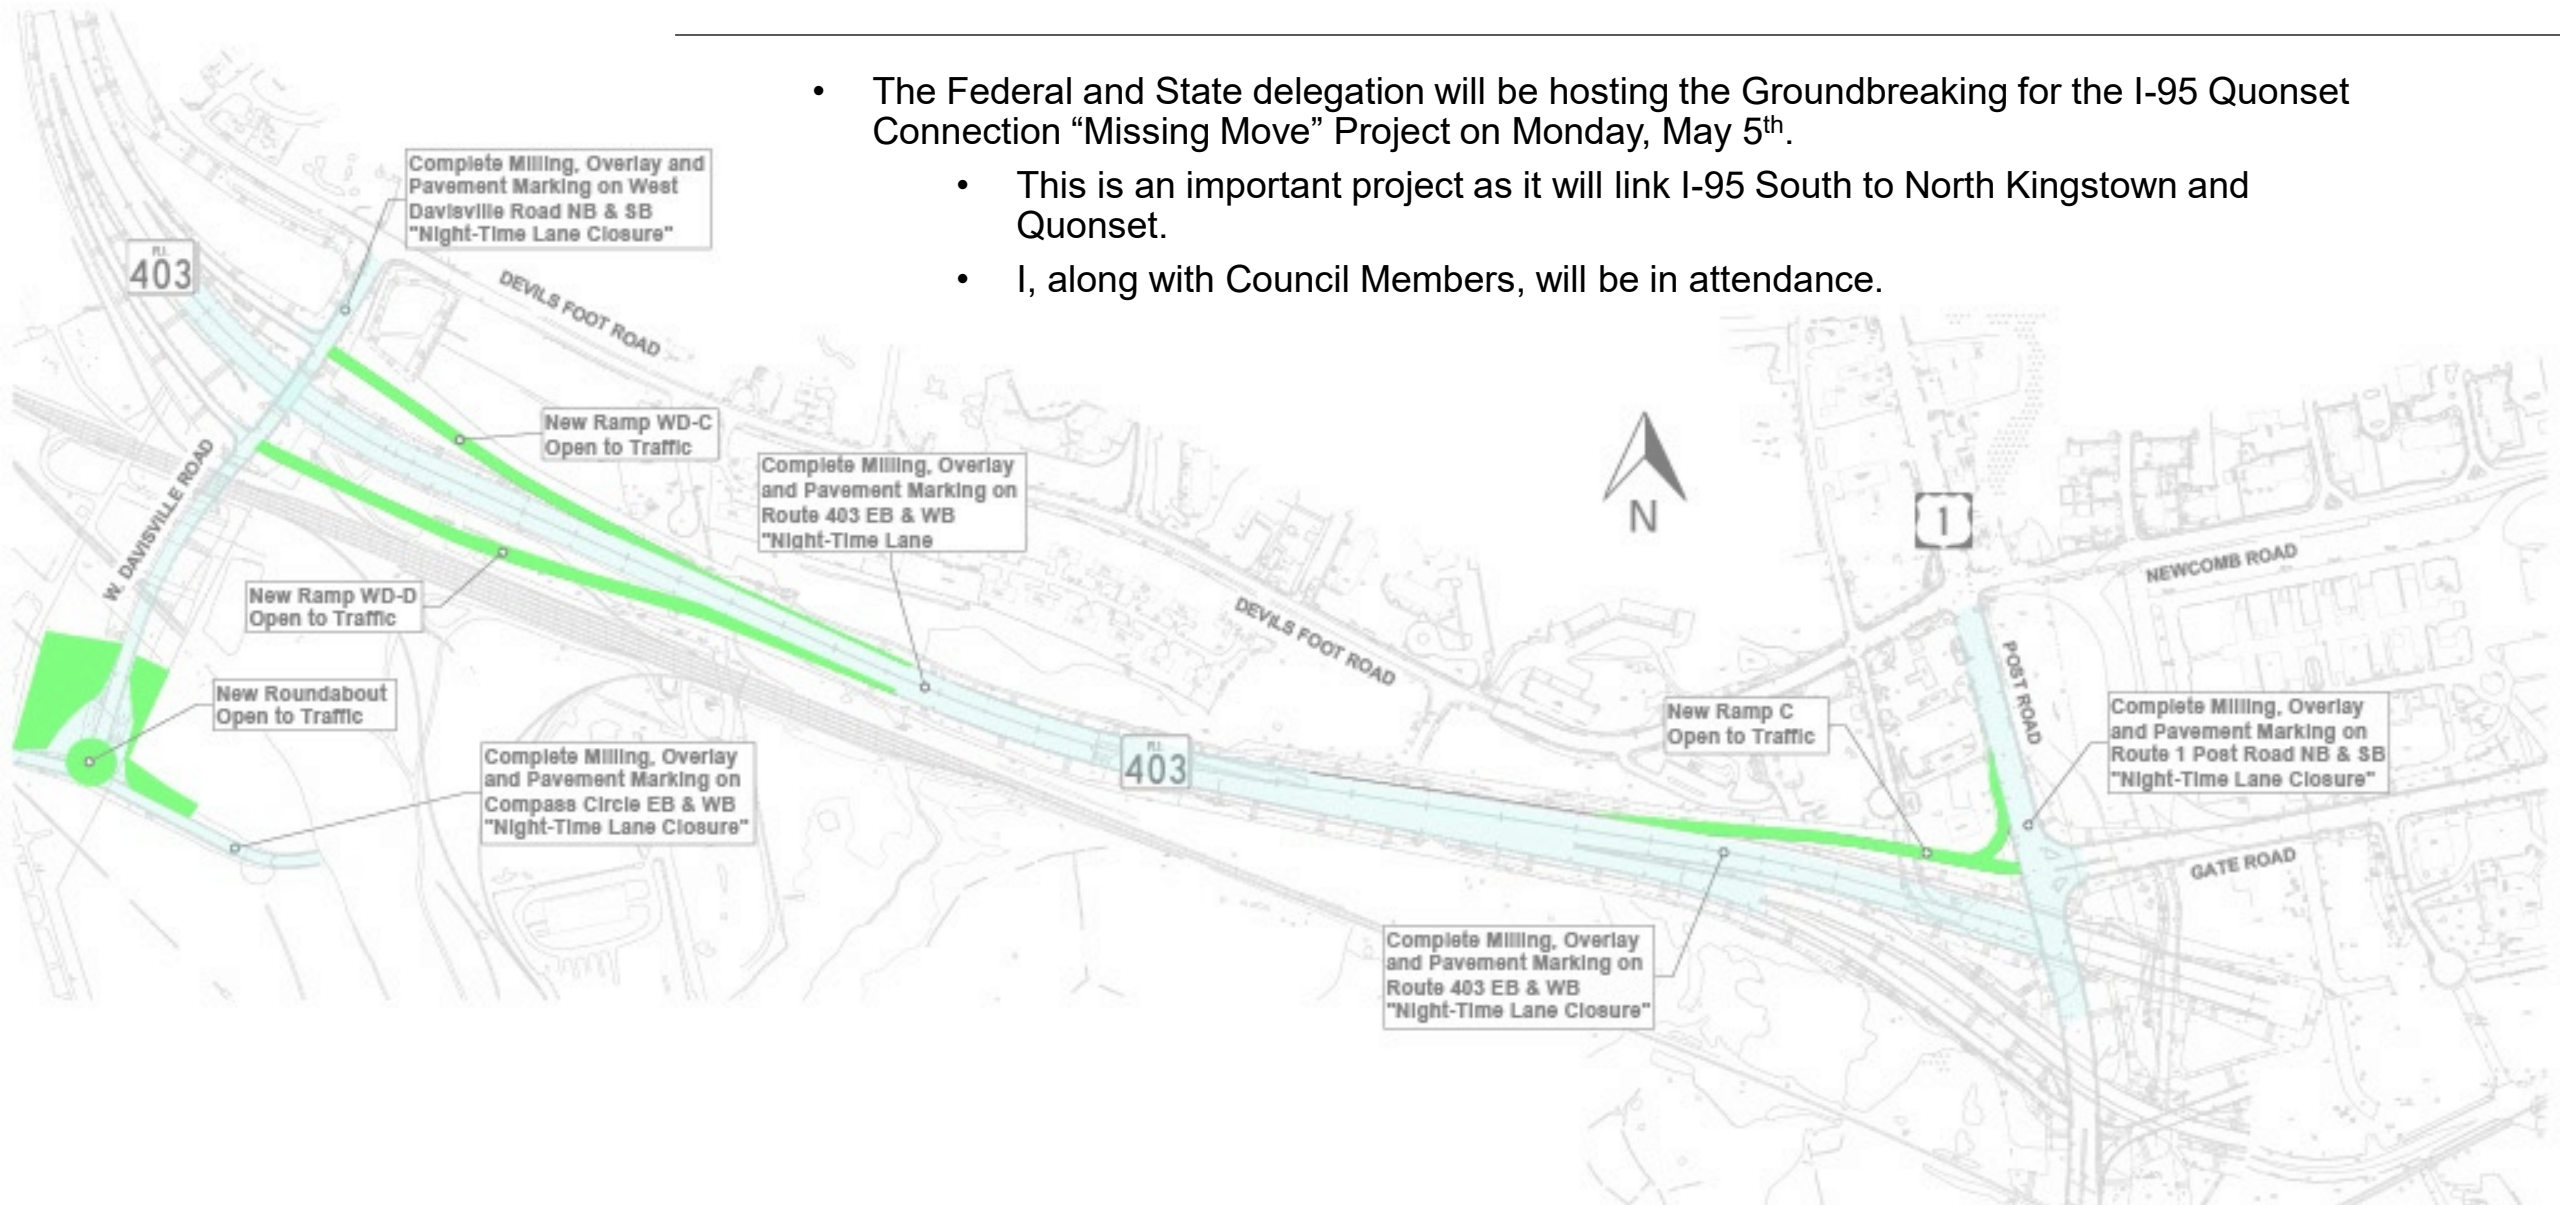 • The Federal and State delegation will be hosting the Groundbreaking for the I-95 Quonset
Connection “Missing Move” Project on Monday, May 5th.
• This is an important project as it will link I-95 South to North Kingstown and
Quonset.
• I, along with Council Members, will be in attendance.
Complete Milling, Overlay and
Pavement Marking on West
Davisville Road NB & SB
"Night-Time Lane Closure"
R.I.
403
DEVILS FOOT ROAD
New Ramp WD-C
Open to Traffic
Complete Milling, Overlay
and Pavement Marking on
Route 403 EB & WB
"Night-Time Lane
N
1
NEWCOMB ROAD
W. DAVISVILLE ROAD
New Ramp WD-D
Open to Traffic
DEVILS FOOT ROAD
POST ROAD
New Roundabout
Open to Traffic
New Ramp C
Open to Traffic
Complete Milling, Overlay
and Pavement Marking on
Route 1 Post Road NB & SB
"Night-Time Lane Closure"
Complete Milling, Overlay
and Pavement Marking on
Compass Circle EB & WB
"Night-Time Lane Closure"
R.I.
403
GATE ROAD
Complete Milling, Overlay
and Pavement Marking on
Route 403 EB & WB
"Night-Time Lane Closure"